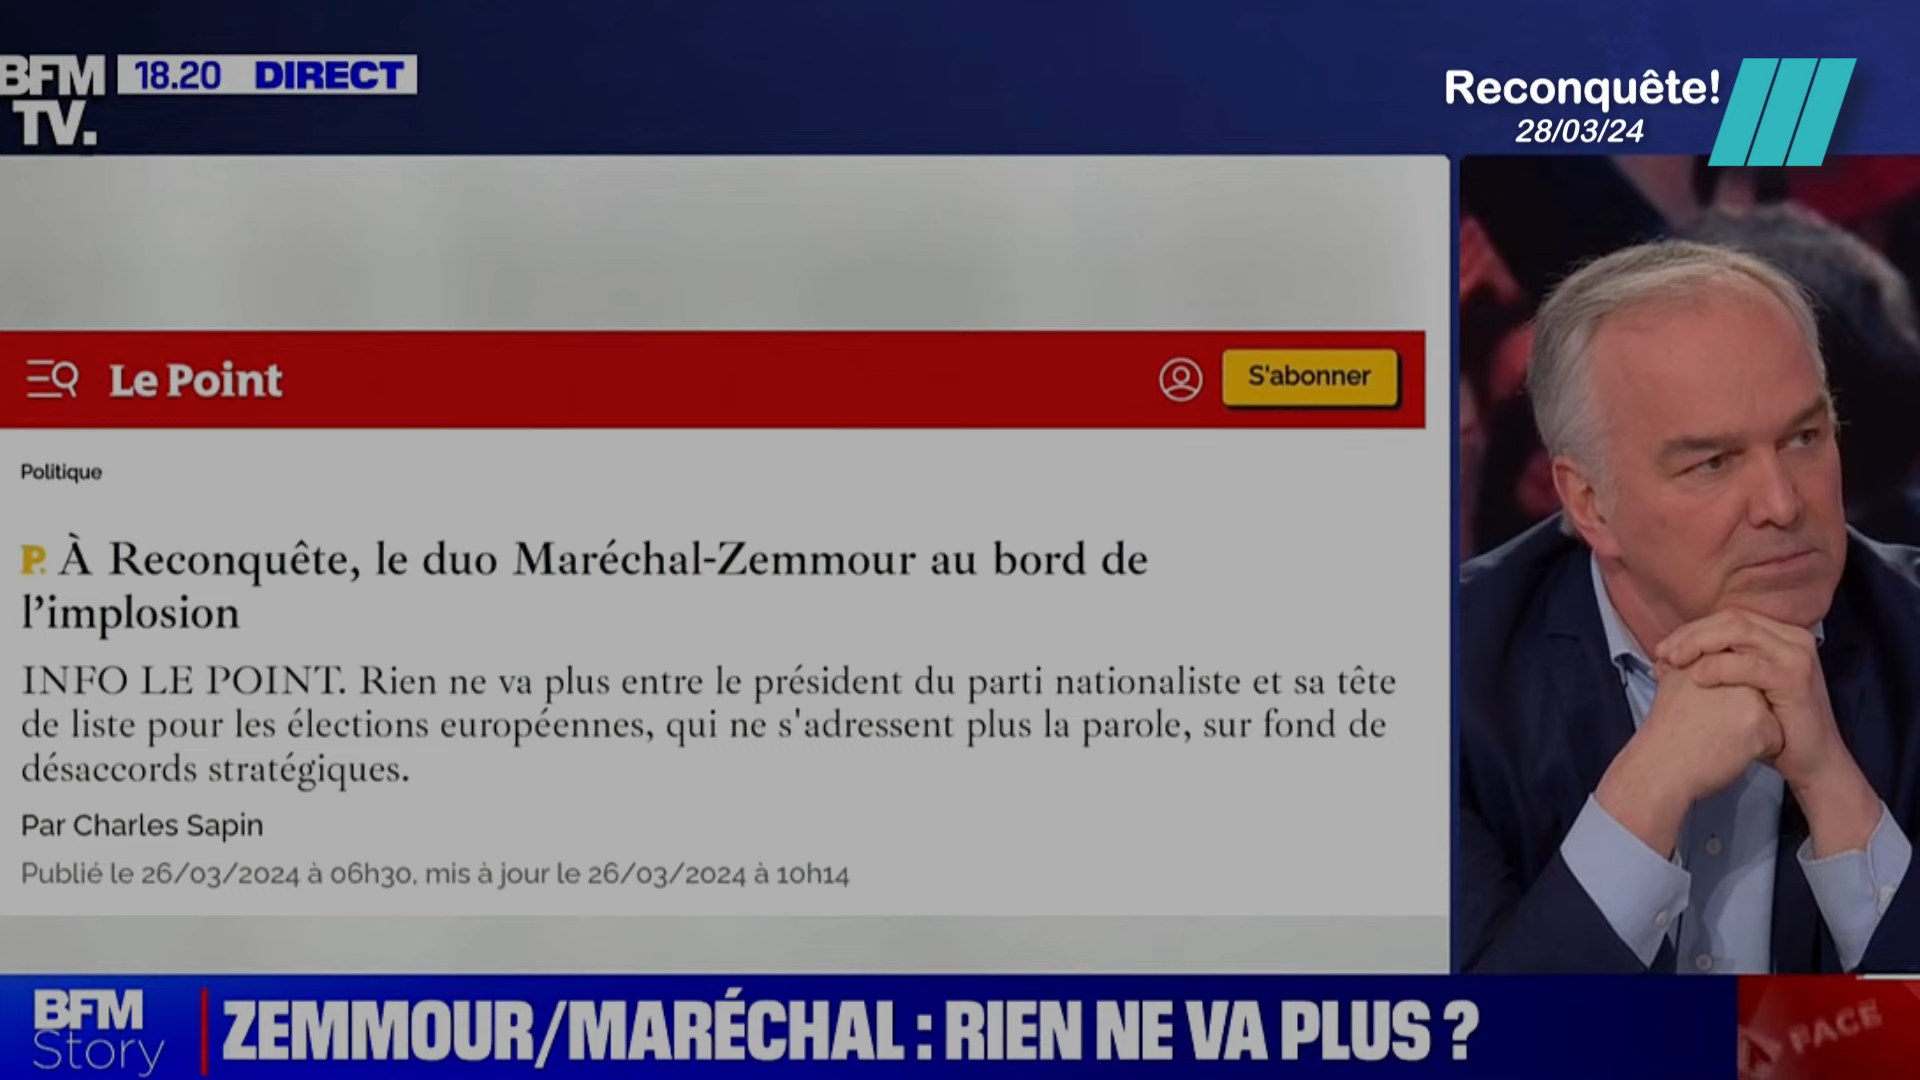 BFM
TV.
18.20 DIRECT
Reconquête!
28/03/24
Le Point
S'abonner
Politique
P. À Reconquête, le duo Maréchal-Zemmour au bord de
l’implosion
INFO LE POINT. Rien ne va plus entre le président du parti nationaliste et sa tête
de liste pour les élections européennes, qui ne s'adressent plus la parole, sur fond de
désaccords stratégiques.
Par Charles Sapin
Publié le 26/03/2024 à 06h30, mis à jour le 26/03/2024 à 10h14
BFM
Story
ZEMMOUR/MARÉCHAL : RIEN NE VA PLUS ?
FACE